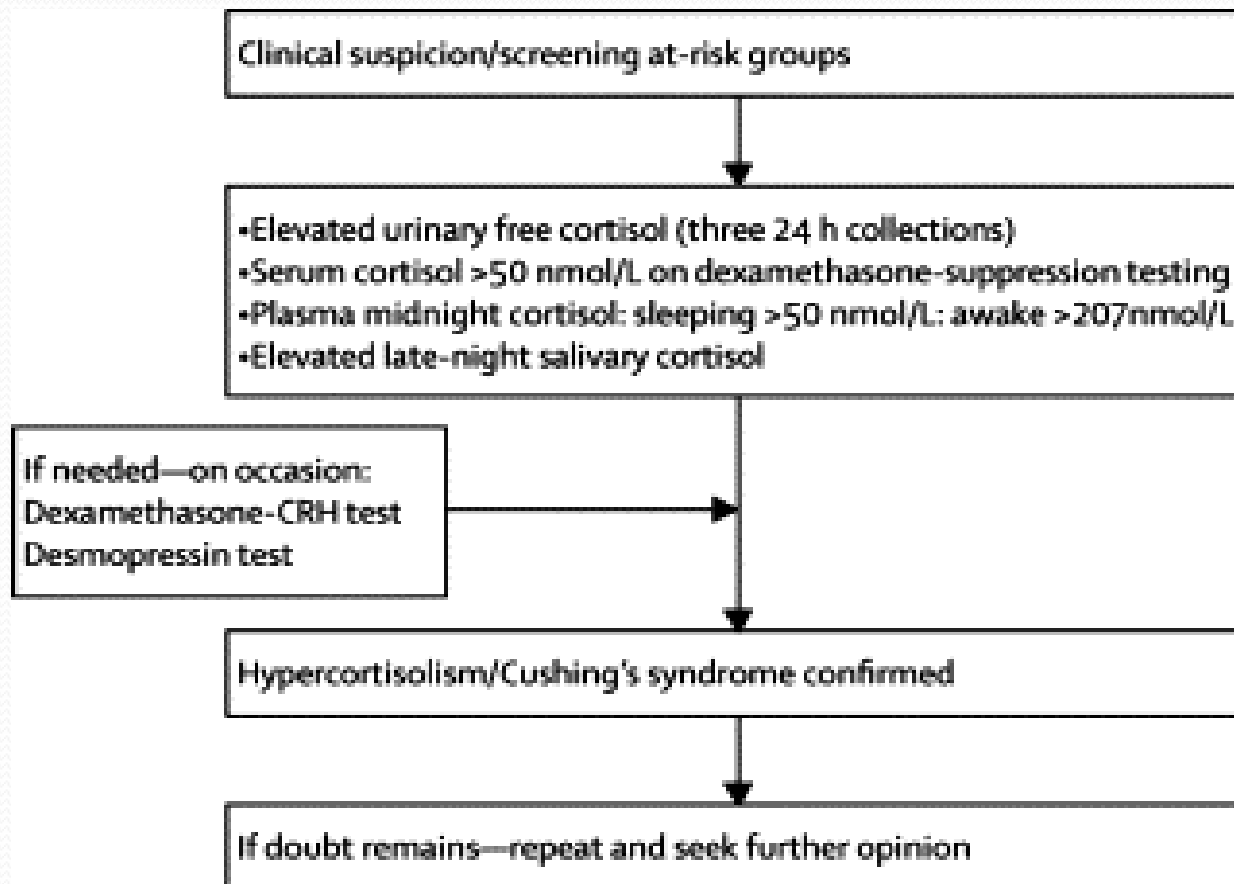 Clinical suspicion/screening at-risk groups
•Elevated urinary free cortisol (three 24 h collections)
•Serum cortisol >50 nmol/L on dexamethasone-suppression testing
•Plasma midnight cortisol: sleeping >50 nmol/L: awake >207nmol/L
•Elevated late-night salivary cortisol
If needed—on occasion:
Dexamethasone-CRH test
Desmopressin test
Hypercortisolism/Cushing's syndrome confirmed
If doubt remains—repeat and seek further opinion